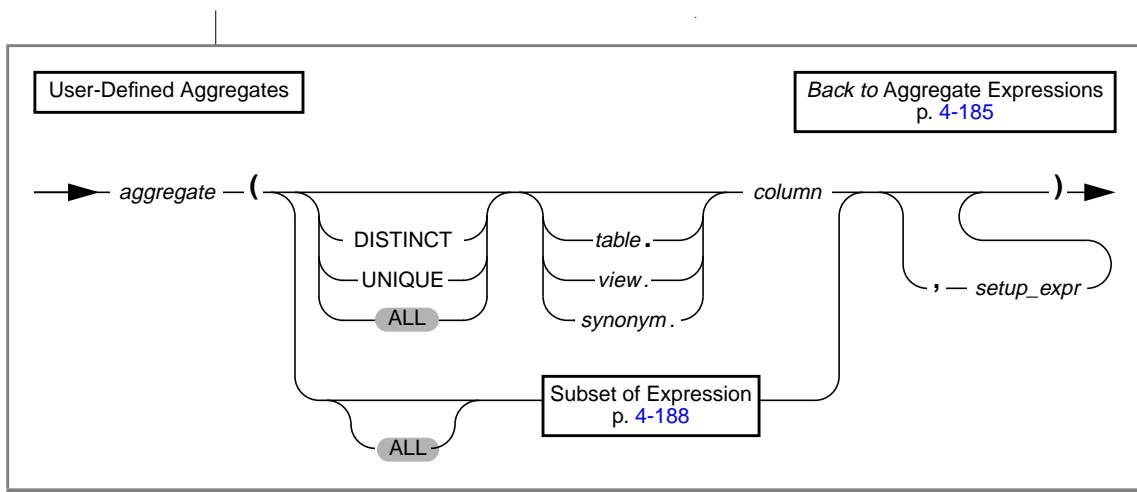 User-Defined Aggregates
Back to Aggregate Expressions
p. 4-185
aggregate ( column )
DISTINCT table.
UNIQUE view. , setup_expr
ALL synonym.
Subset of Expression
p. 4-188
ALL